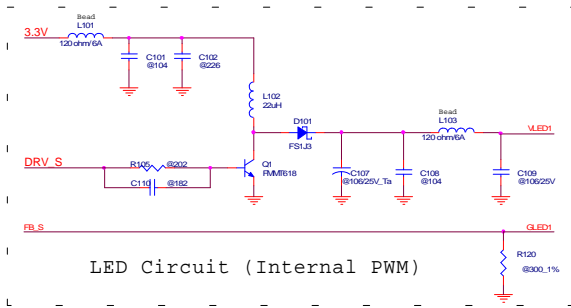 Bead
L101
3.3V
120 ohm/6A
C101
@104
C102
@226
L102
22uH
D101
FS1J3
Bead
L103
120 ohm/6A
VLED1
DRV_S
R105
@202
C110
@182
Q1
FMMT618
C107
@106/25V_Ta
C108
@104
C109
@106/25V
FB_S
GLED1
R120
@300_1%
LED Circuit (Internal PWM)